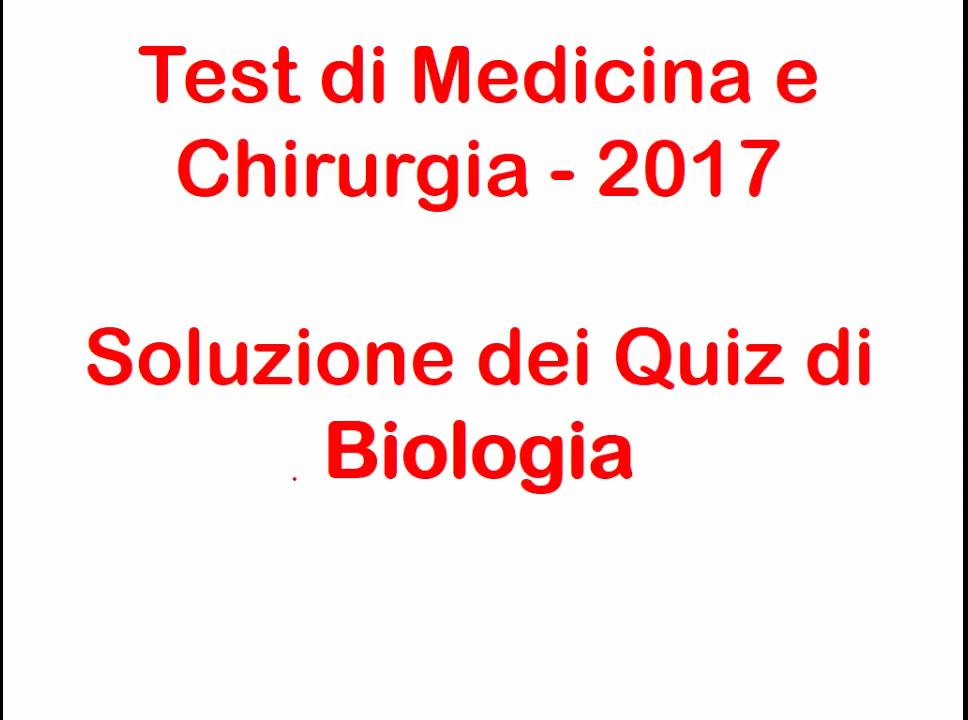 Test di Medicina e
Chirurgia - 2017
Soluzione dei Quiz di
Biologia